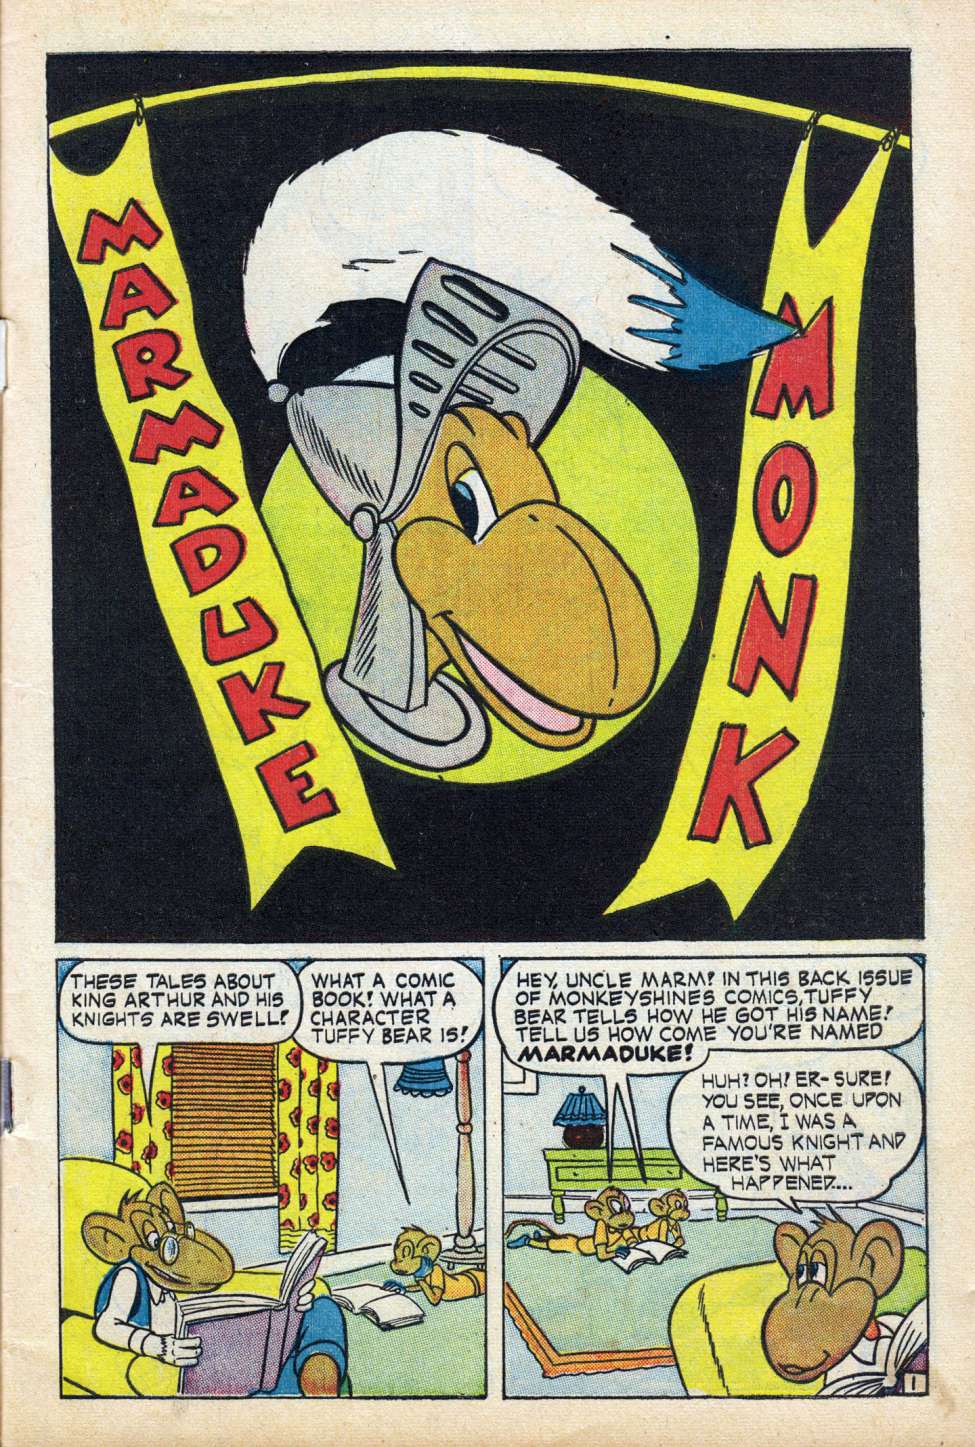 MARMADUKE
MONK
THESE TALES ABOUT
KING ARTHUR AND HIS
KNIGHTS ARE SWELL!
WHAT A COMIC
BOOK! WHAT A
CHARACTER
TUFFY BEAR IS!
HEY, UNCLE MARM! IN THIS BACK ISSUE
OF MONKEYSHINES COMICS, TUFFY
BEAR TELLS HOW HE GOT HIS NAME!
TELL US HOW COME YOU'RE NAMED
MARMADUKE!
HUH? OH! ER- SURE!
YOU SEE, ONCE UPON
A TIME, I WAS A
FAMOUS KNIGHT AND
HERE'S WHAT
HAPPENED....
1